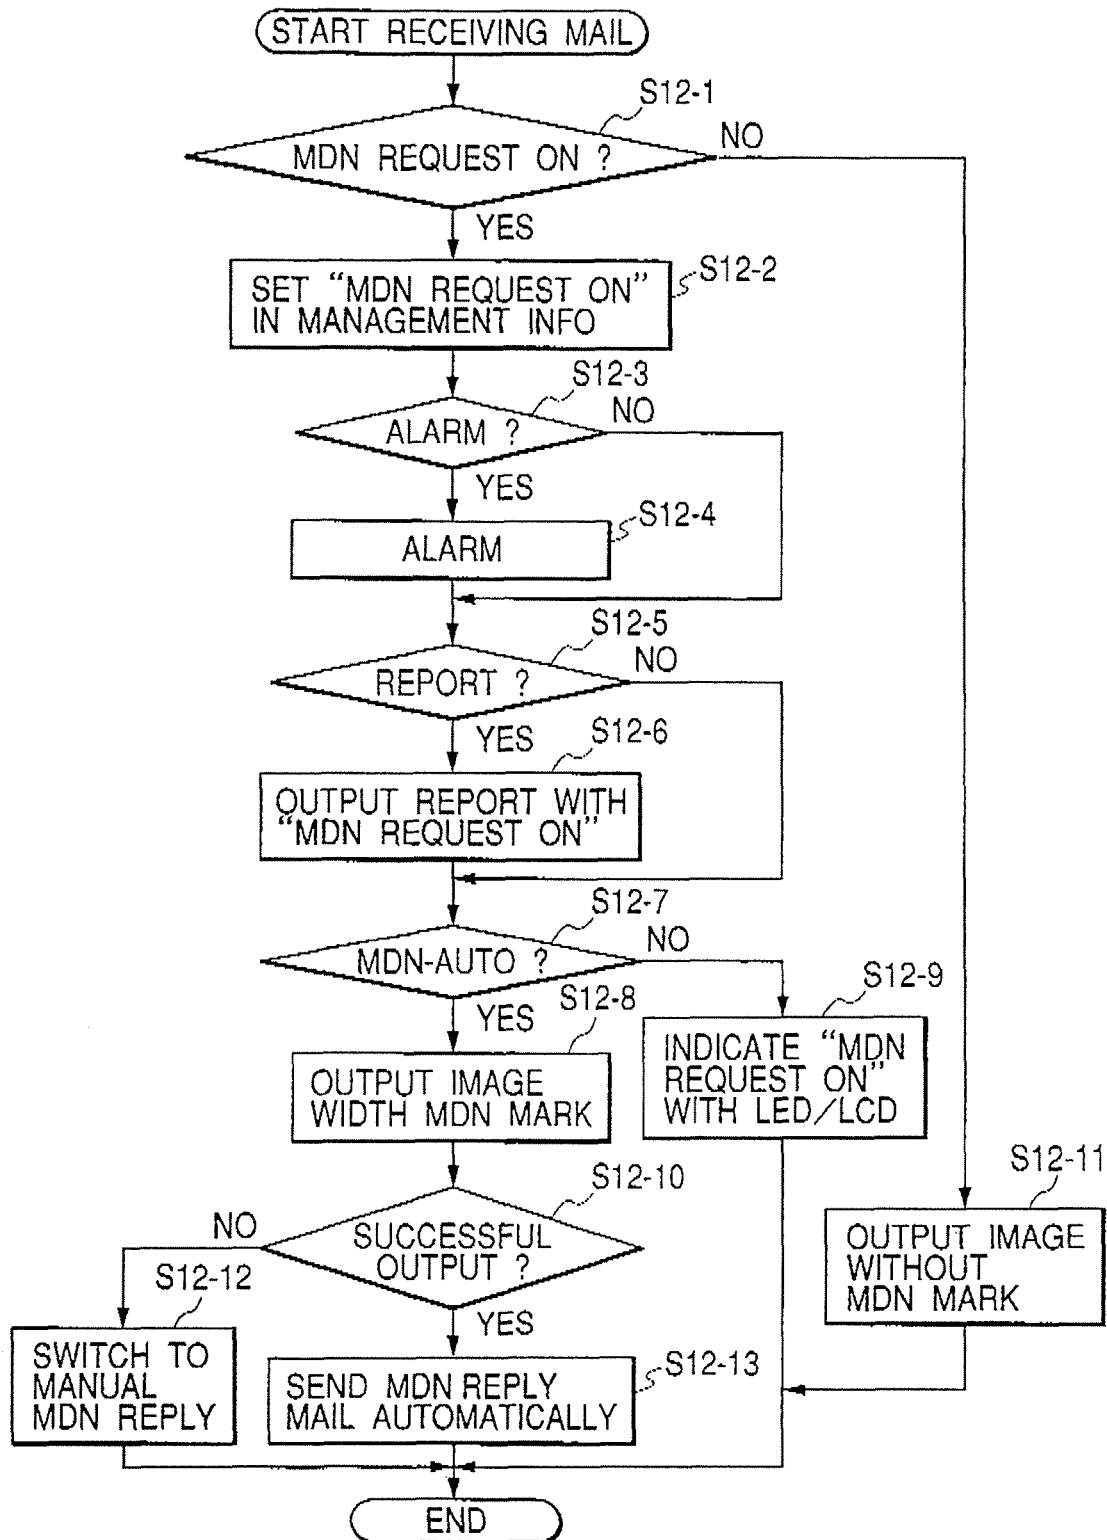 START RECEIVING MAIL
S12-1
MDN REQUEST ON ?
NO
YES
S12-2
SET “MDN REQUEST ON”
IN MANAGEMENT INFO
S12-3
ALARM ?
NO
YES
S12-4
ALARM
S12-5
REPORT ?
NO
YES
S12-6
OUTPUT REPORT WITH
“MDN REQUEST ON”
S12-7
MDN-AUTO ?
NO
YES
S12-8
OUTPUT IMAGE
WIDTH MDN MARK
S12-9
INDICATE “MDN
REQUEST ON”
WITH LED/LCD
S12-10
SUCCESSFUL
OUTPUT ?
NO
YES
S12-11
OUTPUT IMAGE
WITHOUT
MDN MARK
S12-12
SWITCH TO
MANUAL
MDN REPLY
S12-13
SEND MDN REPLY
MAIL AUTOMATICALLY
END